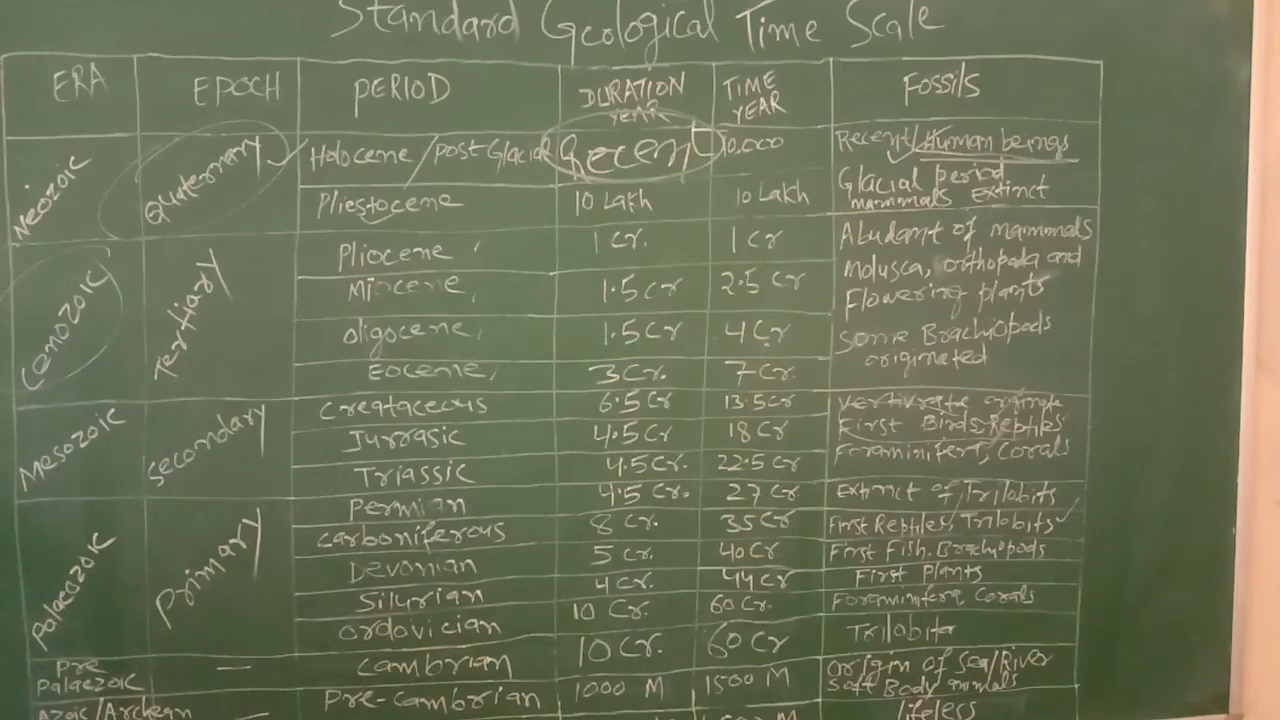 Standard Geological Time Scale
ERA EPOCH PERIOD DURATION YEAR TIME YEAR Fossils
Neozoic Quaternary Holocene / Post Glacial Recent 10.000 Recent / Human beings
Pliestocene 10 Lakh 10 Lakh Glacial period mammals Extinct
Cenozoic Tertiary Pliocene 1 Cr. 1 Cr Abudant of mammals
Miocene 1.5 Cr 2.5 Cr Molusca, orthopada and Flowering plants
Oligocene 1.5 Cr 4 Cr Some Brachiopods originated
Eocene 3 Cr. 7 Cr.
Mesozoic Secondary Creataceous 6.5 Cr 13.5 Cr Vertivrate originate
Jurrasic 4.5 Cr 18 Cr First Birds, Reptiles
Triassic 4.5 Cr. 22.5 Cr Foraminifera, Corals
Palaeozoic Primary Permian 4.5 Cr. 27 Cr Extinct of Trilobits
Carboniferous 8 Cr. 35 Cr First Reptiles, Trilobits
Devonian 5 Cr. 40 Cr First Fish. Brachopods
Silurian 4 Cr. 44 Cr First Plants
Ordovician 10 Cr. 60 Cr. Foraminifera Corals
Cambrian 10 Cr. 60 Cr Trilobita
Pre Palaezoic — Pre-cambrian 1000 M 1500 M Origin of Sea/River Soft Body animals
Azoic/Archean — M lifeless